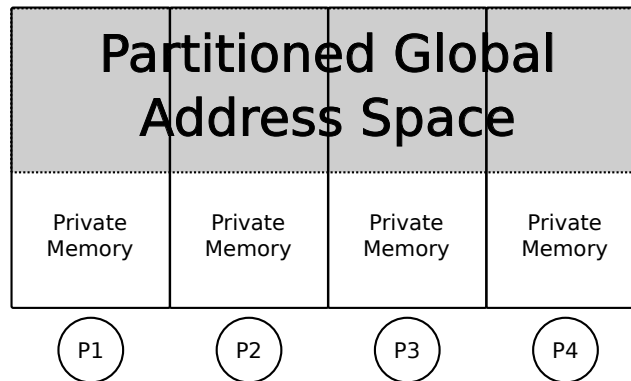 Partitioned Global
Address Space
Private
Memory
Private
Memory
Private
Memory
Private
Memory
P1
P2
P3
P4